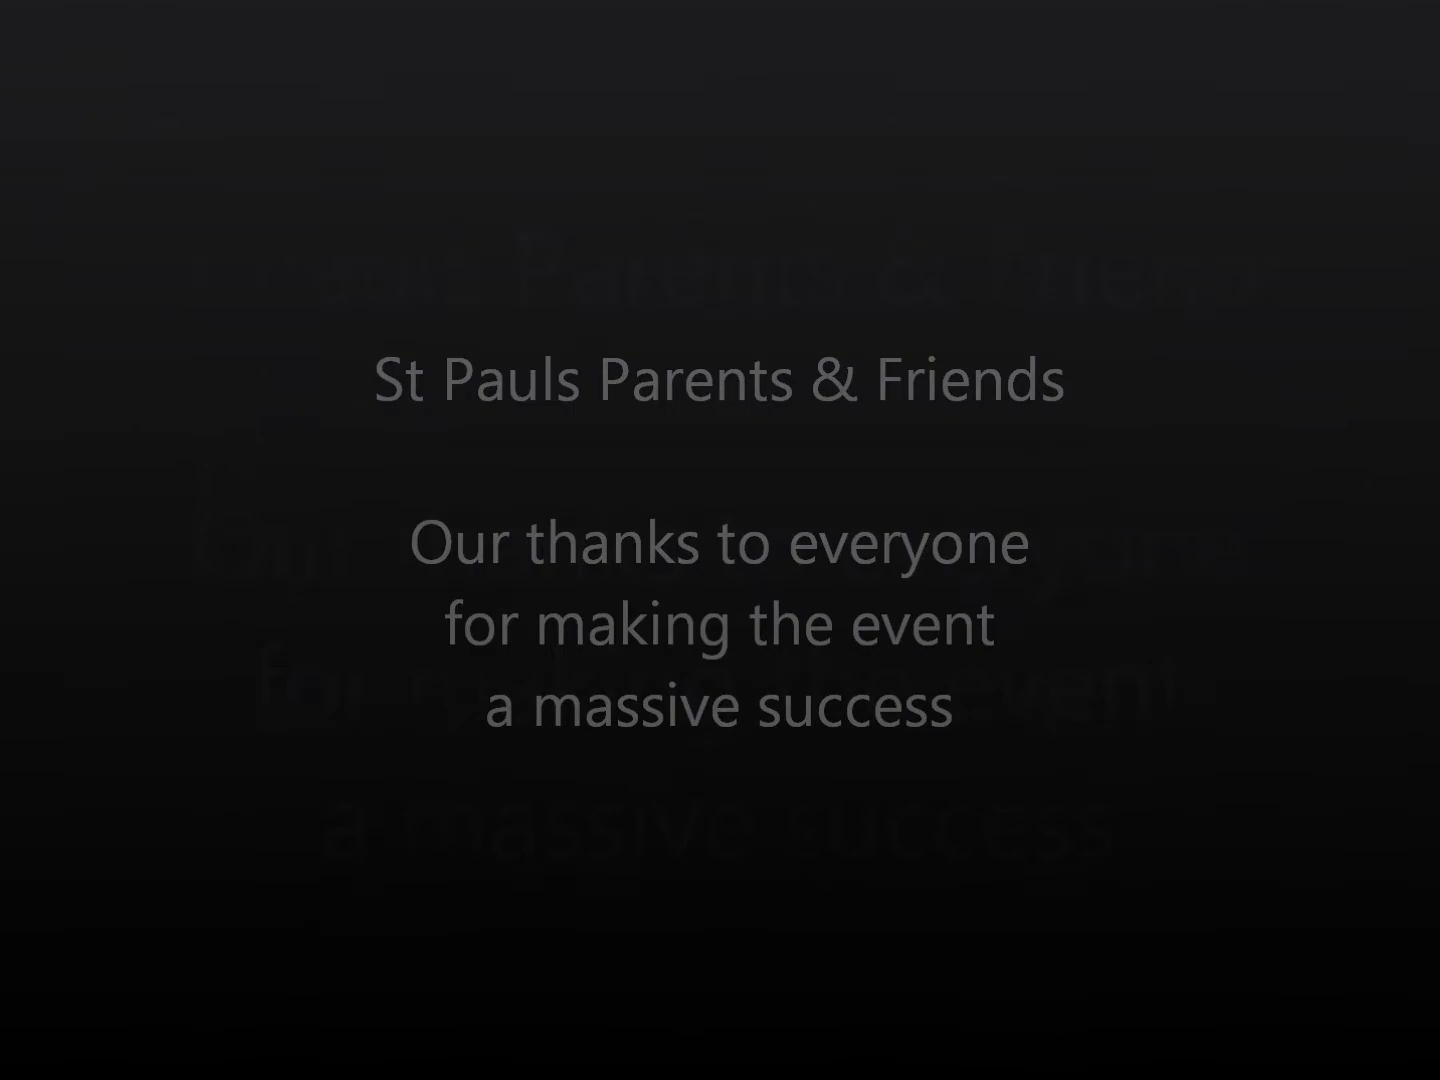 St Pauls Parents & Friends
Our thanks to everyone
for making the event
a massive success